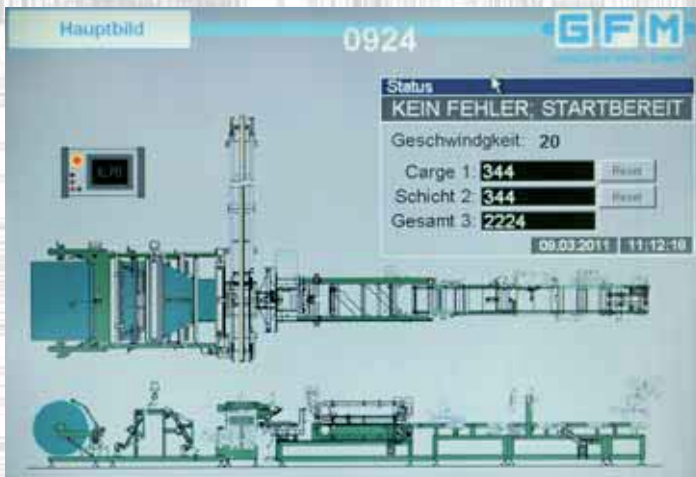 Hauptbild
0924
GFM
Status
KEIN FEHLER; STARTBEREIT
Geschwindgkeit: 20
Carge 1: 344 Reset
Schicht 2: 344 Reset
Gesamt 3: 2224
09.03.2011 11:12:16